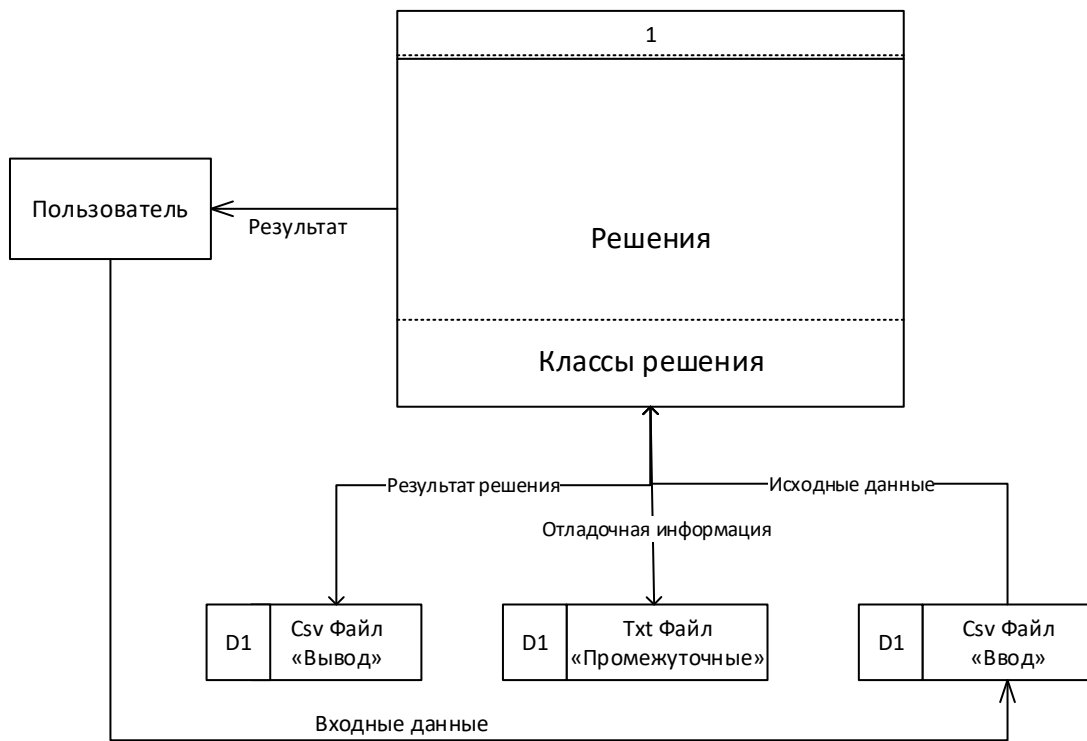 1
Пользователь
Результат
Решения
Классы решения
Результат решения
Исходные данные
Отладочная информация
D1
Csv Файл
«Вывод»
D1
Txt Файл
«Промежуточные»
D1
Csv Файл
«Ввод»
Входные данные